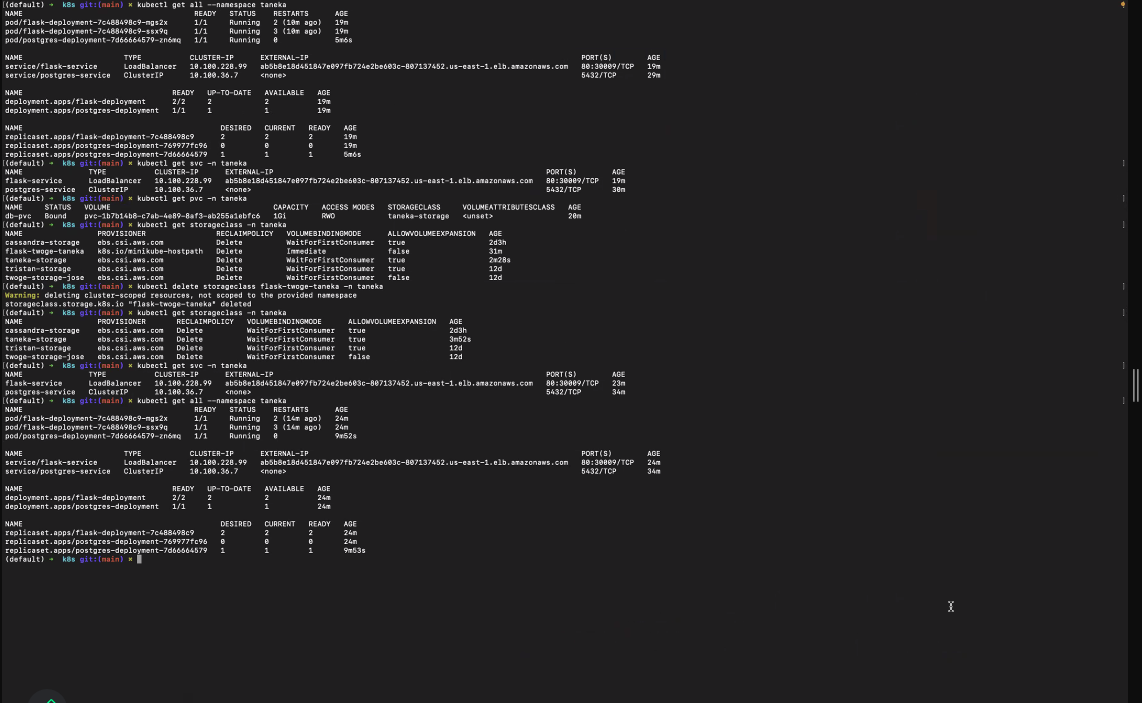 ((default) → k8s git:(main) × kubectl get all --namespace taneka
NAME READY STATUS RESTARTS AGE
pod/flask-deployment-7c488498c9-mgs2x 1/1 Running 2 (10m ago) 19m
pod/flask-deployment-7c488498c9-ssx9q 1/1 Running 3 (10m ago) 19m
pod/postgres-deployment-7d66664579-zn6mq 1/1 Running 0 5m6s
NAME TYPE CLUSTER-IP EXTERNAL-IP PORT(S) AGE
service/flask-service LoadBalancer 10.100.228.99 ab5b8e18d451847e097fb724e2be603c-807137452.us-east-1.elb.amazonaws.com 80:30009/TCP 19m
service/postgres-service ClusterIP 10.100.36.7 <none> 5432/TCP 29m
NAME READY UP-TO-DATE AVAILABLE AGE
deployment.apps/flask-deployment 2/2 2 2 19m
deployment.apps/postgres-deployment 1/1 1 1 19m
NAME DESIRED CURRENT READY AGE
replicaset.apps/flask-deployment-7c488498c9 2 2 2 19m
replicaset.apps/postgres-deployment-769977fc96 0 0 0 19m
replicaset.apps/postgres-deployment-7d66664579 1 1 1 5m6s
((default) → k8s git:(main) × kubectl get svc -n taneka
NAME TYPE CLUSTER-IP EXTERNAL-IP PORT(S) AGE
flask-service LoadBalancer 10.100.228.99 ab5b8e18d451847e097fb724e2be603c-807137452.us-east-1.elb.amazonaws.com 80:30009/TCP 19m
postgres-service ClusterIP 10.100.36.7 <none> 5432/TCP 30m
((default) → k8s git:(main) × kubectl get pvc -n taneka
NAME STATUS VOLUME CAPACITY ACCESS MODES STORAGECLASS VOLUMEATTRIBUTESCLASS AGE
db-pvc Bound pvc-1b7b14b8-c7ab-4e89-8af3-ab255a1ebfc6 1Gi RWO taneka-storage <unset> 20m
((default) → k8s git:(main) × kubectl get storageclass -n taneka
NAME PROVISIONER RECLAIMPOLICY VOLUMEBINDINGMODE ALLOWVOLUMEEXPANSION AGE
cassandra-storage ebs.csi.aws.com Delete WaitForFirstConsumer true 2d3h
flask-twoge-taneka k8s.io/minikube-hostpath Delete Immediate false 31m
taneka-storage ebs.csi.aws.com Delete WaitForFirstConsumer true 2m28s
tristan-storage ebs.csi.aws.com Delete WaitForFirstConsumer true 12d
twoge-storage-jose ebs.csi.aws.com Delete WaitForFirstConsumer false 12d
((default) → k8s git:(main) × kubectl delete storageclass flask-twoge-taneka -n taneka
Warning: deleting cluster-scoped resources, not scoped to the provided namespace
storageclass.storage.k8s.io "flask-twoge-taneka" deleted
((default) → k8s git:(main) × kubectl get storageclass -n taneka
NAME PROVISIONER RECLAIMPOLICY VOLUMEBINDINGMODE ALLOWVOLUMEEXPANSION AGE
cassandra-storage ebs.csi.aws.com Delete WaitForFirstConsumer true 2d3h
taneka-storage ebs.csi.aws.com Delete WaitForFirstConsumer true 3m52s
tristan-storage ebs.csi.aws.com Delete WaitForFirstConsumer true 12d
twoge-storage-jose ebs.csi.aws.com Delete WaitForFirstConsumer false 12d
((default) → k8s git:(main) × kubectl get svc -n taneka
NAME TYPE CLUSTER-IP EXTERNAL-IP PORT(S) AGE
flask-service LoadBalancer 10.100.228.99 ab5b8e18d451847e097fb724e2be603c-807137452.us-east-1.elb.amazonaws.com 80:30009/TCP 23m
postgres-service ClusterIP 10.100.36.7 <none> 5432/TCP 34m
((default) → k8s git:(main) × kubectl get all --namespace taneka
NAME READY STATUS RESTARTS AGE
pod/flask-deployment-7c488498c9-mgs2x 1/1 Running 2 (14m ago) 24m
pod/flask-deployment-7c488498c9-ssx9q 1/1 Running 3 (14m ago) 24m
pod/postgres-deployment-7d66664579-zn6mq 1/1 Running 0 9m52s
NAME TYPE CLUSTER-IP EXTERNAL-IP PORT(S) AGE
service/flask-service LoadBalancer 10.100.228.99 ab5b8e18d451847e097fb724e2be603c-807137452.us-east-1.elb.amazonaws.com 80:30009/TCP 24m
service/postgres-service ClusterIP 10.100.36.7 <none> 5432/TCP 34m
NAME READY UP-TO-DATE AVAILABLE AGE
deployment.apps/flask-deployment 2/2 2 2 24m
deployment.apps/postgres-deployment 1/1 1 1 24m
NAME DESIRED CURRENT READY AGE
replicaset.apps/flask-deployment-7c488498c9 2 2 2 24m
replicaset.apps/postgres-deployment-769977fc96 0 0 0 24m
replicaset.apps/postgres-deployment-7d66664579 1 1 1 9m53s
(default) → k8s git:(main) ×